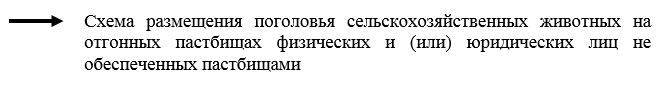 Схема размещения поголовья сельскохозяйственных животных на
отгонных пастбищах физических и (или) юридических лиц не
обеспеченных пастбищами